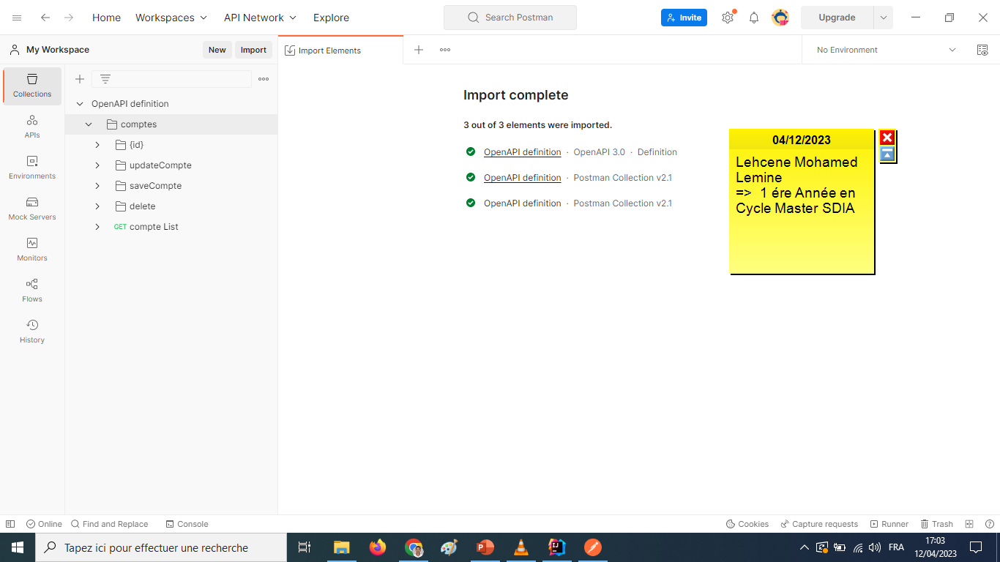 Home Workspaces API Network Explore Search Postman Invite Upgrade
My Workspace New Import Import Elements No Environment
Collections
APIs
Environments
Mock Servers
Monitors
Flows
History
OpenAPI definition
comptes
{id}
updateCompte
saveCompte
delete
GET compte List
Import complete
3 out of 3 elements were imported.
OpenAPI definition · OpenAPI 3.0 · Definition
OpenAPI definition · Postman Collection v2.1
OpenAPI definition · Postman Collection v2.1
04/12/2023
Lehcene Mohamed
Lemine
=> 1 ére Année en
Cycle Master SDIA
Online Find and Replace Console Cookies Capture requests Runner Trash
Tapez ici pour effectuer une recherche
FRA
17:03
12/04/2023